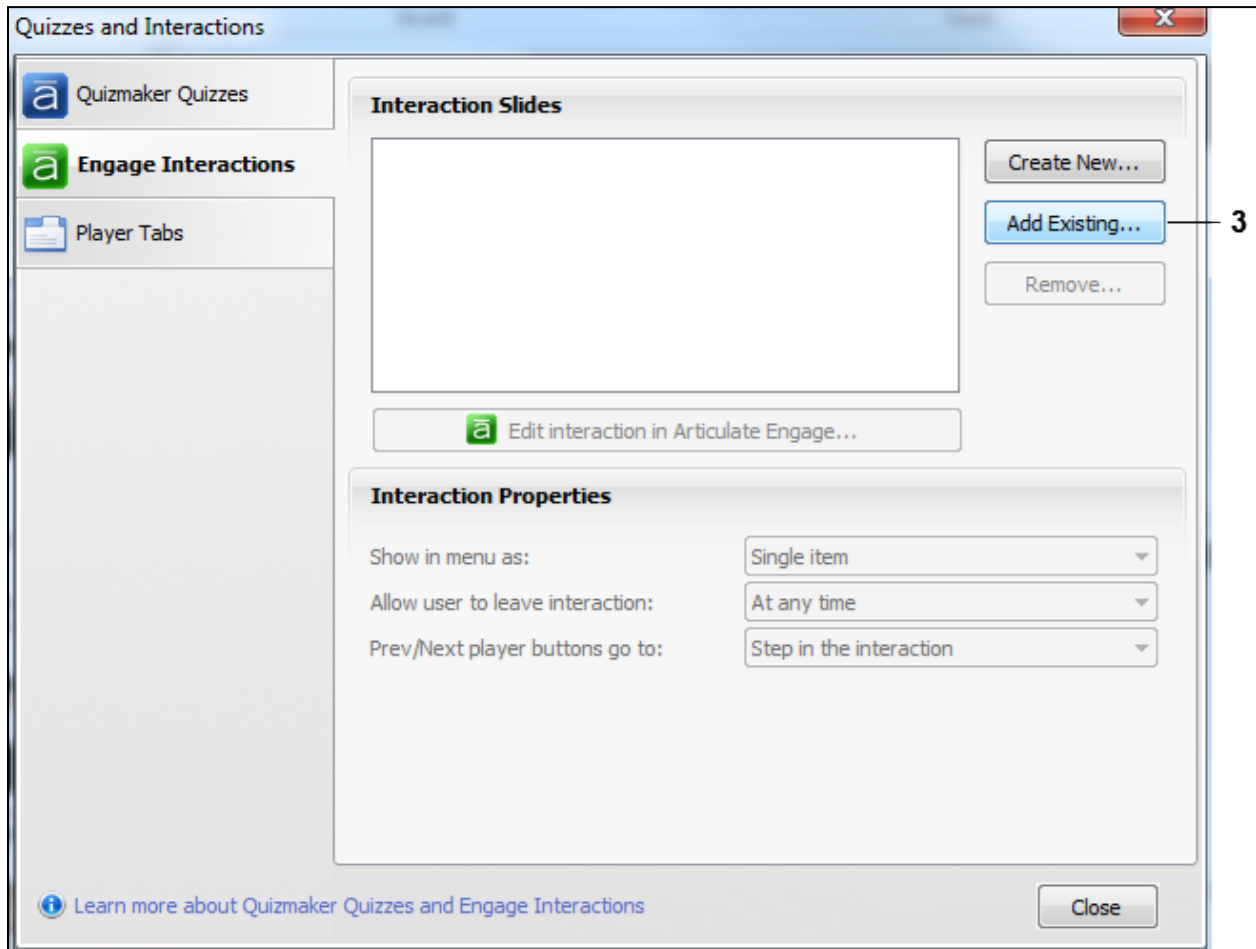 Quizzes and Interactions
Quizmaker Quizzes
Engage Interactions
Player Tabs
Interaction Slides
Create New...
Add Existing...
3
Remove...
Edit interaction in Articulate Engage...
Interaction Properties
Show in menu as: Single item
Allow user to leave interaction: At any time
Prev/Next player buttons go to: Step in the interaction
Learn more about Quizmaker Quizzes and Engage Interactions
Close